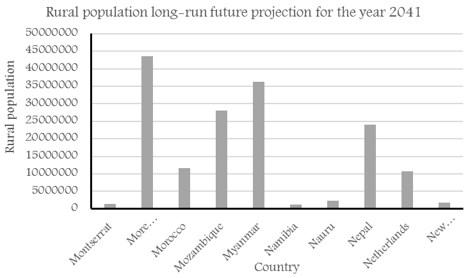 Rural population long-run future projection for the year 2041
50000000
45000000
40000000
35000000
30000000
25000000
20000000
15000000
10000000
5000000
0
Rural population
Montserrat
More...
Morocco
Mozambique
Myanmar
Namibia
Nauru
Nepal
Netherlands
New...
Country